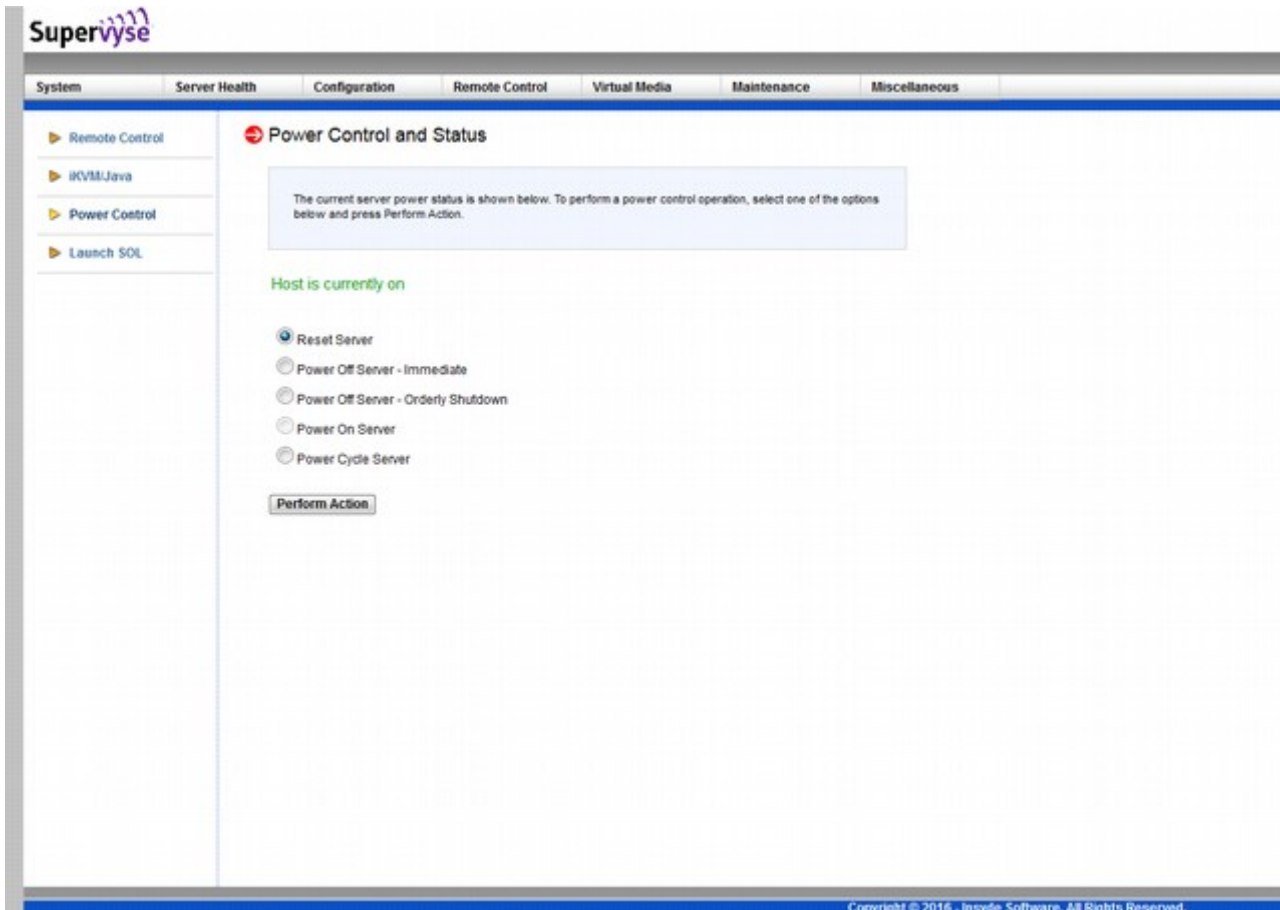 Supervyse
System Server Health Configuration Remote Control Virtual Media Maintenance Miscellaneous
Remote Control
iKVM/Java
Power Control
Launch SOL
Power Control and Status
The current server power status is shown below. To perform a power control operation, select one of the options
below and press Perform Action.
Host is currently on
Reset Server
Power Off Server - Immediate
Power Off Server - Orderly Shutdown
Power On Server
Power Cycle Server
Perform Action
Copyright © 2016 - Insyde Software. All Rights Reserved.